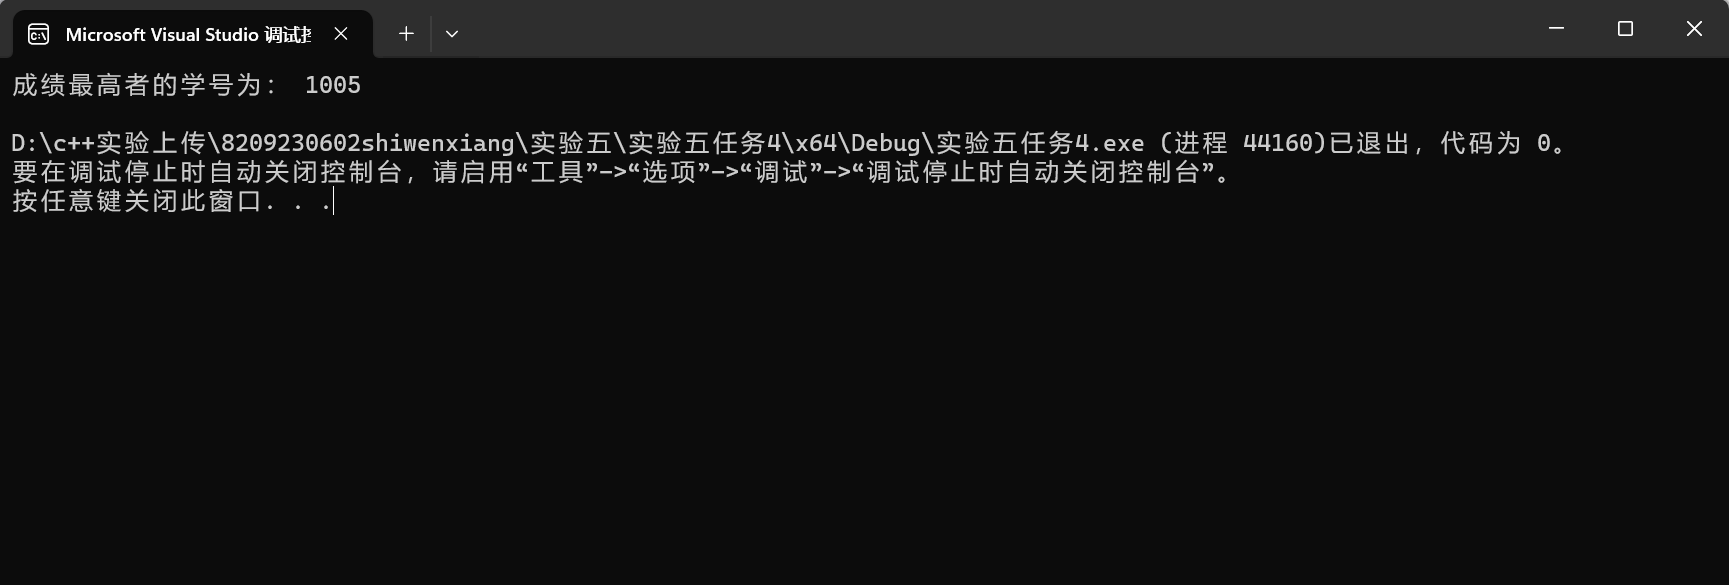 Microsoft Visual Studio 调试
成绩最高者的学号为： 1005
D:\c++实验上传\8209230602shiwenxiang\实验五\实验五任务4\x64\Debug\实验五任务4.exe (进程 44160)已退出，代码为 0。
要在调试停止时自动关闭控制台，请启用“工具”->“选项”->“调试”->“调试停止时自动关闭控制台”。
按任意键关闭此窗口. . .